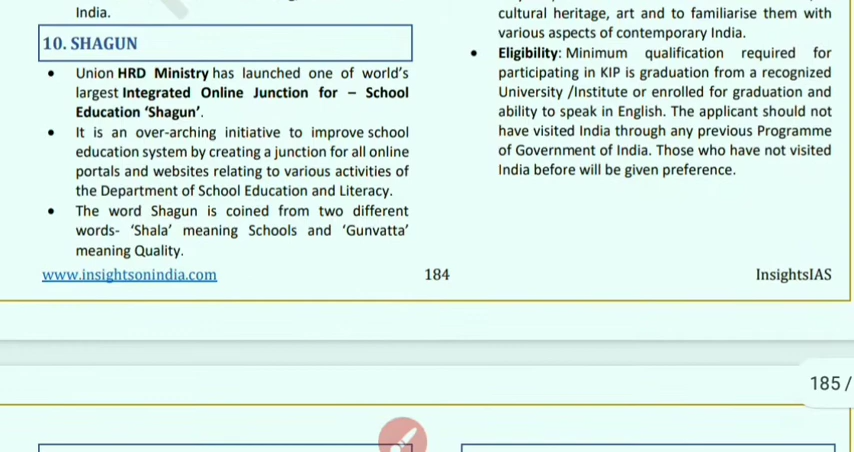 India.
10. SHAGUN
• Union HRD Ministry has launched one of world's
largest Integrated Online Junction for – School
Education 'Shagun'.
• It is an over-arching initiative to improve school
education system by creating a junction for all online
portals and websites relating to various activities of
the Department of School Education and Literacy.
• The word Shagun is coined from two different
words- 'Shala' meaning Schools and 'Gunvatta'
meaning Quality.
cultural heritage, art and to familiarise them with
various aspects of contemporary India.
• Eligibility: Minimum qualification required for
participating in KIP is graduation from a recognized
University /Institute or enrolled for graduation and
ability to speak in English. The applicant should not
have visited India through any previous Programme
of Government of India. Those who have not visited
India before will be given preference.
www.insightsonindia.com 184 InsightsIAS
185 /